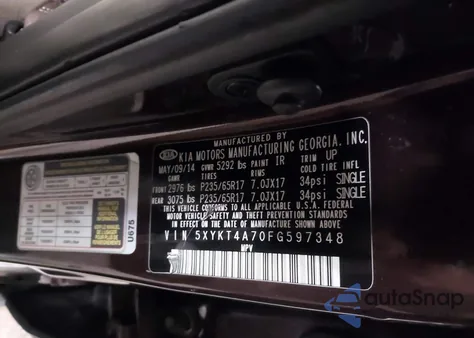 MANUFACTURED BY
KIA KIA MOTORS MANUFACTURING GEORGIA, INC.
MAY/09/14 GVWR 5292 lbs PAINT IR TRIM UP
GAWR TIRES RIMS COLD TIRE INFL
FRONT 2976 lbs P235/65R17 7.0JX17 34psi SINGLE
REAR 3075 lbs P235/65R17 7.0JX17 34psi SINGLE
THIS VEHICLE CONFORMS TO ALL APPLICABLE U.S.A. FEDERAL
MOTOR VEHICLE SAFETY AND THEFT PREVENTION STANDARDS
IN EFFECT ON THE DATE OF MANUFACTURE SHOWN ABOVE
VIN 5XYKT4A70FG597348
MPV
U675
autoSnap